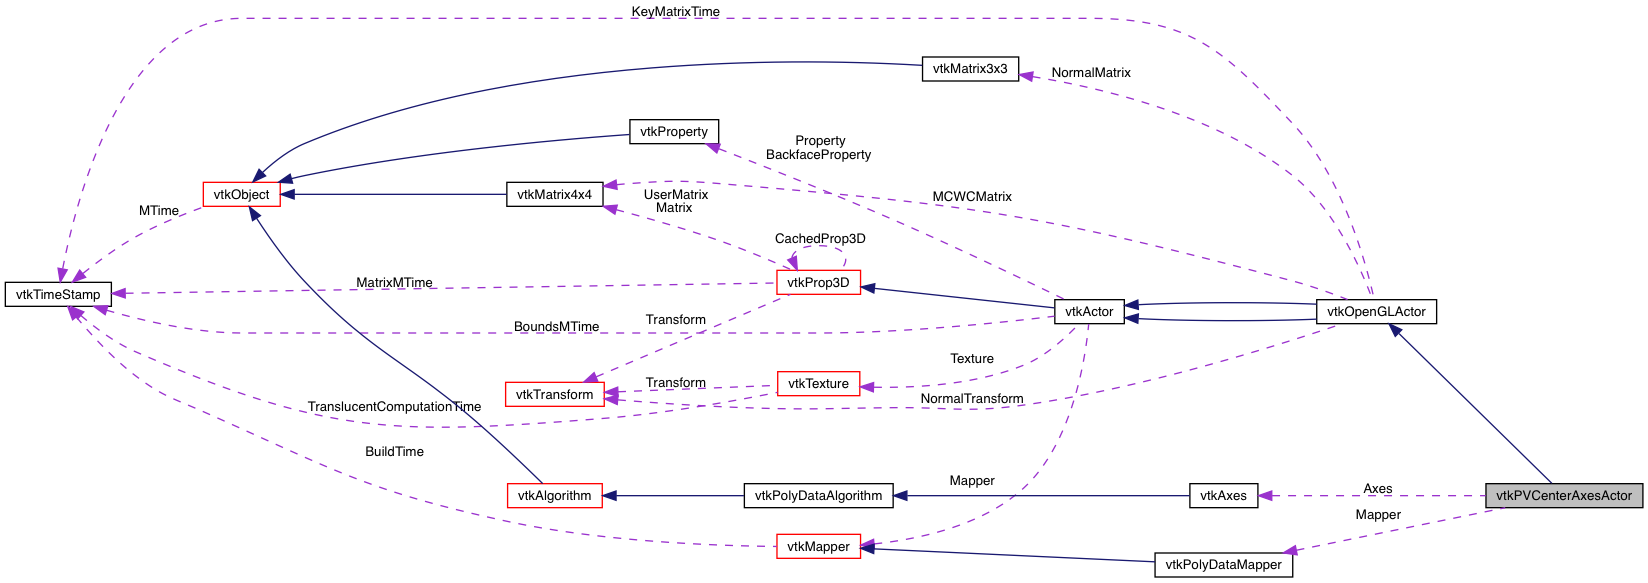 KeyMatrixTime
vtkMatrix3x3
NormalMatrix
vtkProperty
Property
BackfaceProperty
vtkObject
vtkMatrix4x4
UserMatrix
Matrix
MCWCMatrix
MTime
CachedProp3D
vtkTimeStamp
MatrixMTime
vtkProp3D
vtkActor
vtkOpenGLActor
BoundsMTime
Transform
Texture
vtkTransform
Transform
vtkTexture
NormalTransform
TranslucentComputationTime
BuildTime
Mapper
vtkAlgorithm
vtkPolyDataAlgorithm
vtkAxes
Axes
vtkPVCenterAxesActor
Mapper
vtkMapper
vtkPolyDataMapper